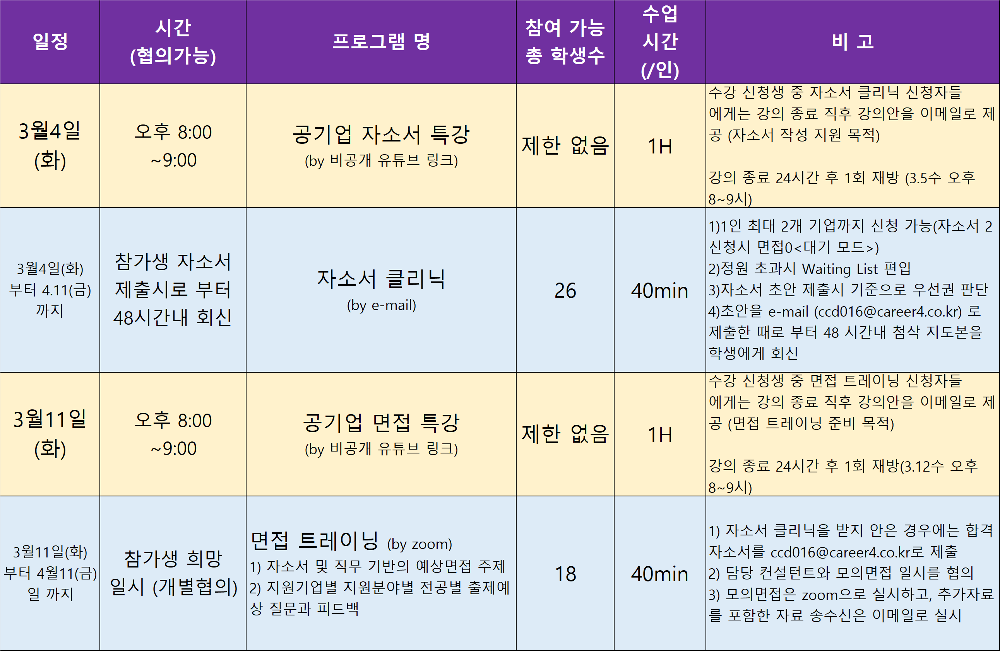 일정
시간
(협의가능)
프로그램 명
참여 가능
총 학생수
수업
시간
(/인)
비 고
3월4일
(화)
오후 8:00
~9:00
공기업 자소서 특강
(by 비공개 유튜브 링크)
제한 없음
1H
수강 신청생 중 자소서 클리닉 신청자들
에게는 강의 종료 직후 강의안을 이메일로 제
공 (자소서 작성 지원 목적)
강의 종료 24시간 후 1회 재방 (3.5수 오후
8~9시)
3월4일(화)
부터 4.11(금)
까지
참가생 자소서
제출시로 부터
48시간내 회신
자소서 클리닉
(by e-mail)
26
40min
1)1인 최대 2개 기업까지 신청 가능(자소서 2
신청시 면접0<대기 모드>)
2)정원 초과시 Waiting List 편입
3)자소서 초안 제출시 기준으로 우선권 판단
4)초안을 e-mail (ccd016@career4.co.kr) 로
제출한 때로 부터 48 시간내 첨삭 지도본을
학생에게 회신
3월11일
(화)
오후 8:00
~9:00
공기업 면접 특강
(by 비공개 유튜브 링크)
제한 없음
1H
수강 신청생 중 면접 트레이닝 신청자들
에게는 강의 종료 직후 강의안을 이메일로 제
공 (면접 트레이닝 준비 목적)
강의 종료 24시간 후 1회 재방(3.12수 오후
8~9시)
3월11일(화)
부터 4월11(금)
일 까지
참가생 희망
일시 (개별협의)
면접 트레이닝 (by zoom)
1) 자소서 및 직무 기반의 예상면접 주제
2) 지원기업별 지원분야별 전공별 출제예
상 질문과 피드백
18
40min
1) 자소서 클리닉을 받지 안은 경우에는 합격
자소서를 ccd016@career4.co.kr로 제출
2) 담당 컨설턴트와 모의면접 일시를 협의
3) 모의면접은 zoom으로 실시하고, 추가자료
를 포함한 자료 송수신은 이메일로 실시